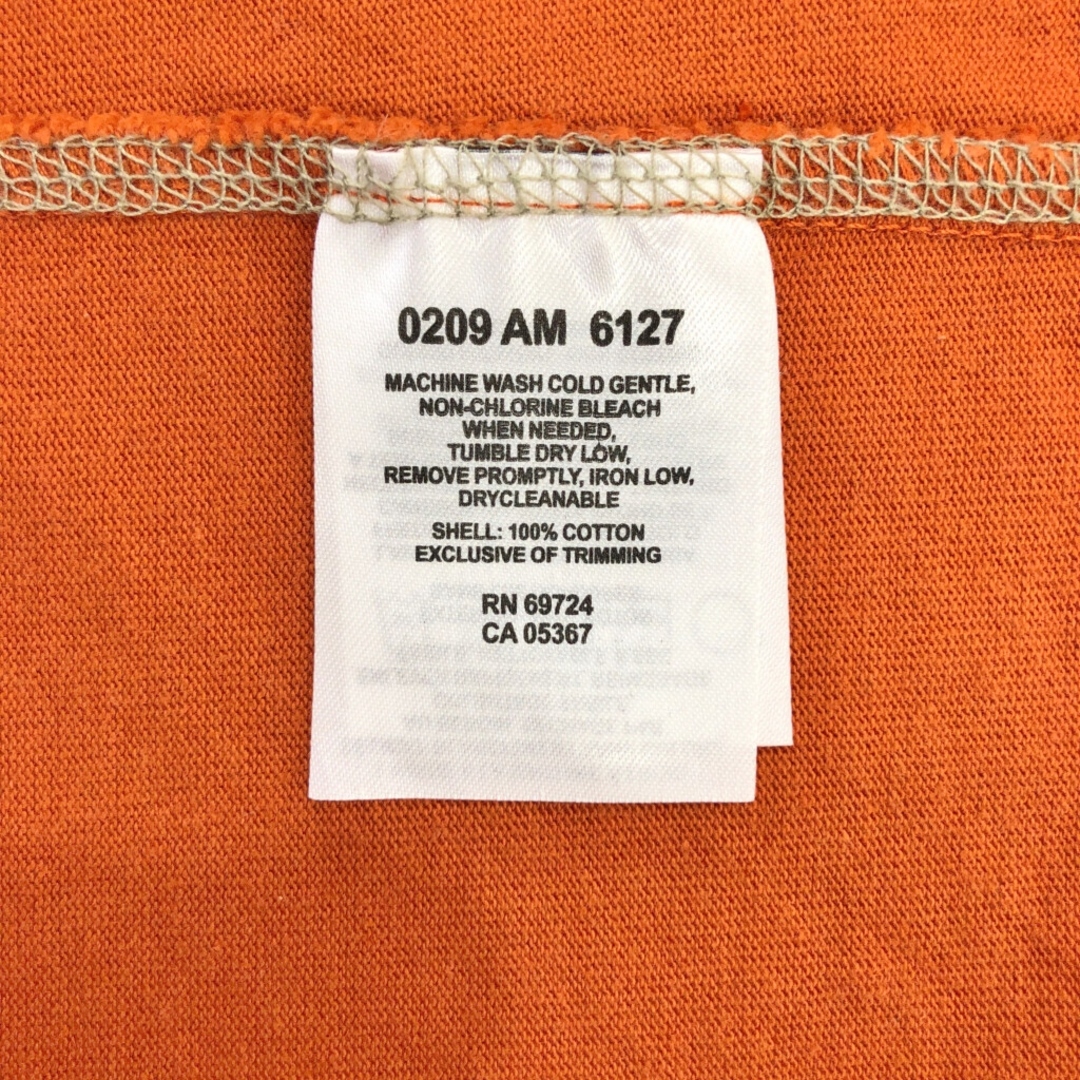 0209 AM 6127
MACHINE WASH COLD GENTLE,
NON-CHLORINE BLEACH
WHEN NEEDED,
TUMBLE DRY LOW,
REMOVE PROMPTLY, IRON LOW,
DRYCLEANABLE
SHELL: 100% COTTON
EXCLUSIVE OF TRIMMING
RN 69724
CA 05367